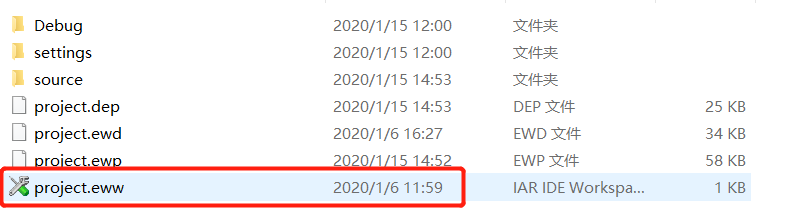 Debug 2020/1/15 12:00 文件夹
settings 2020/1/15 12:00 文件夹
source 2020/1/15 14:53 文件夹
project.dep 2020/1/15 14:53 DEP 文件 25 KB
project.ewd 2020/1/6 16:27 EWD 文件 34 KB
project.ewp 2020/1/15 14:52 EWP 文件 58 KB
project.eww 2020/1/6 11:59 IAR IDE Workspa... 1 KB